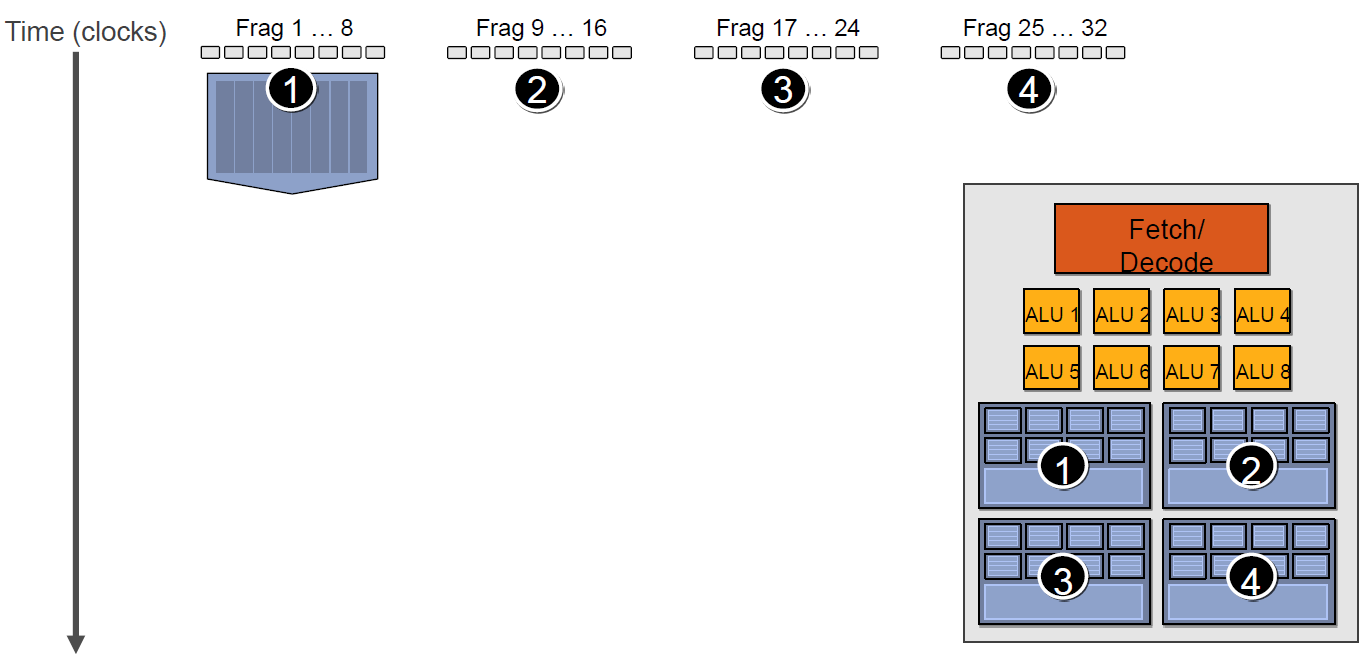 Time (clocks)
Frag 1 … 8
Frag 9 … 16
Frag 17 … 24
Frag 25 … 32
1
2
3
4
Fetch/
Decode
ALU 1
ALU 2
ALU 3
ALU 4
ALU 5
ALU 6
ALU 7
ALU 8
1
2
3
4